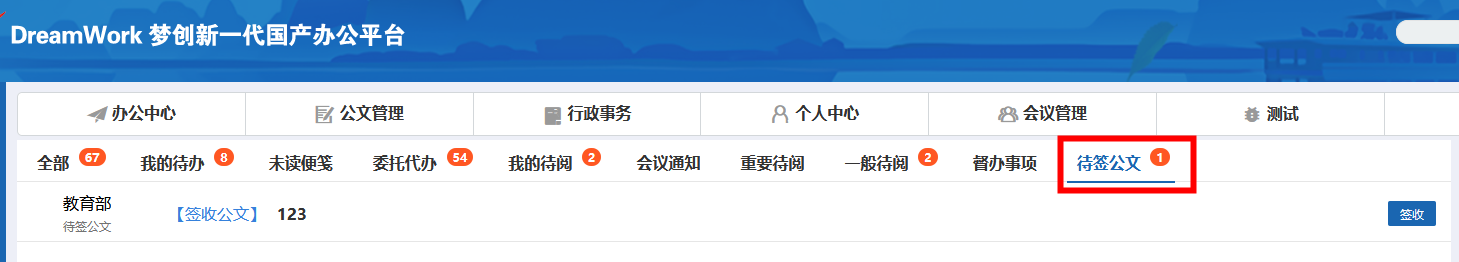 DreamWork 梦创新一代国产办公平台
办公中心 公文管理 行政事务 个人中心 会议管理 测试
全部 67 我的待办 8 未读便笺 委托代办 54 我的待阅 2 会议通知 重要待阅 一般待阅 2 督办事项 待签公文 1
教育部
【签收公文】 123 签收
待签公文